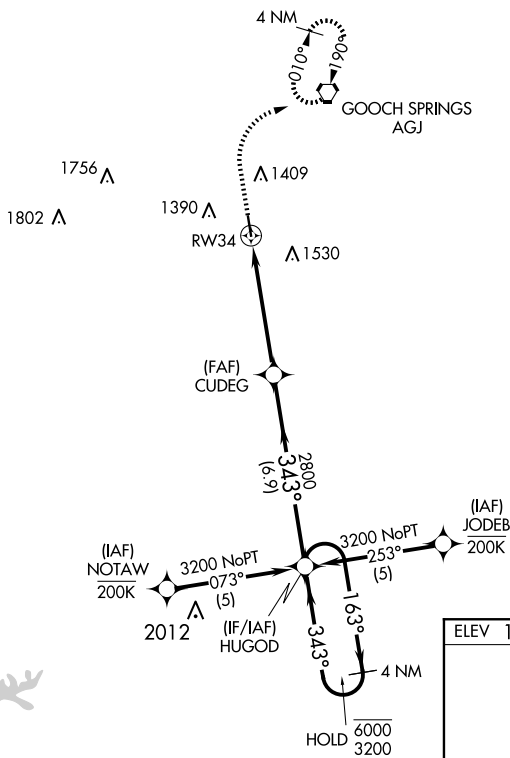 4 NM
010°
190°
GOOCH SPRINGS
AGJ
1756
1409
1802
1390
RW34
1530
(FAF)
CUDEG
2800
343°
(6.9)
(IAF)
JODEB
200K
3200 NoPT
253°
(5)
(IAF)
NOTAW
200K
3200 NoPT
073°
(5)
2012
(IF/IAF)
HUGOD
163°
343°
4 NM
HOLD 6000
3200
ELEV 1